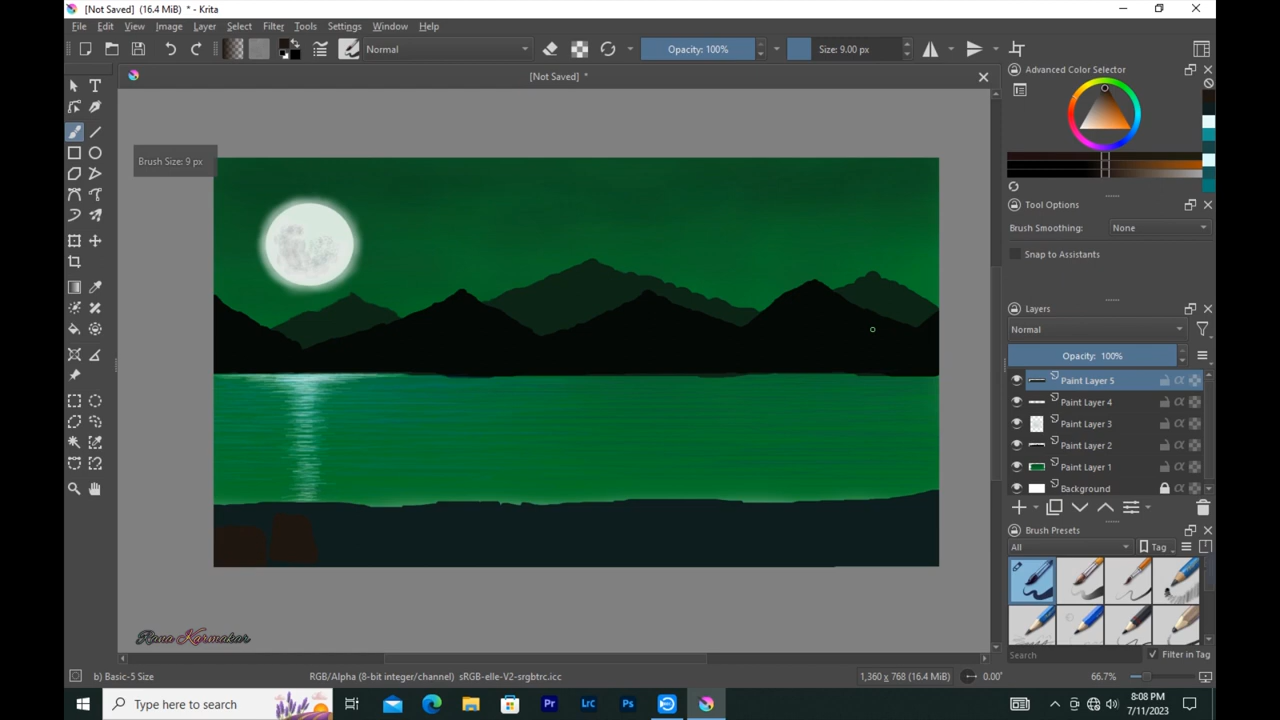 [Not Saved] (16.4 MiB) * - Krita
File Edit View Image Layer Select Filter Tools Settings Window Help
Normal Opacity: 100% Size: 9.00 px
[Not Saved] *
Advanced Color Selector
Brush Size: 9 px
Tool Options
Brush Smoothing: None
Snap to Assistants
Layers
Normal
Opacity: 100%
Paint Layer 5
Paint Layer 4
Paint Layer 3
Paint Layer 2
Paint Layer 1
Background
Brush Presets
All Tag
Rana Karmakar
Search Filter in Tag
b) Basic-5 Size RGB/Alpha (8-bit integer/channel) sRGB-elle-V2-srgbtrc.icc 1,360 x 768 (16.4 MiB) 0.00° 66.7%
Type here to search Pr Lrc Ps 8:08 PM
7/11/2023